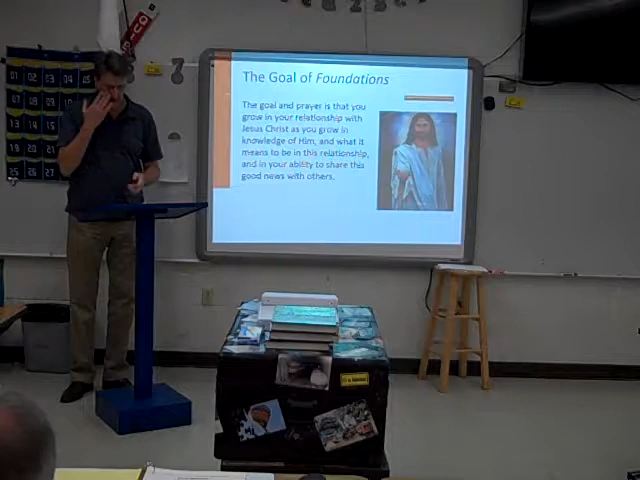 The Goal of Foundations
The goal and prayer is that you
grow in your relationship with
Jesus Christ as you grow in
knowledge of Him, and what it
means to be in this relationship,
and in your ability to share this
good news with others.
01 02 03 04 05
07 08 09 10
13 14 15
19 20 21
25 26 27